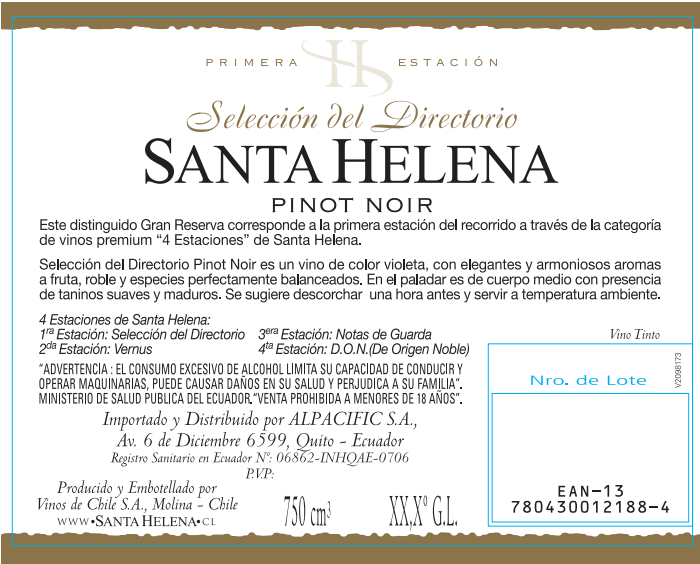 PRIMERA ESTACIÓN
Selección del Directorio
SANTA HELENA
PINOT NOIR
Este distinguido Gran Reserva corresponde a la primera estación del recorrido a través de la categoría
de vinos premium “4 Estaciones” de Santa Helena.
Selección del Directorio Pinot Noir es un vino de color violeta, con elegantes y armoniosos aromas
a fruta, roble y especies perfectamente balanceados. En el paladar es de cuerpo medio con presencia
de taninos suaves y maduros. Se sugiere descorchar una hora antes y servir a temperatura ambiente.
4 Estaciones de Santa Helena:
1ra Estación: Selección del Directorio 3era Estación: Notas de Guarda
2da Estación: Vernus 4ta Estación: D.O.N.(De Origen Noble)
Vino Tinto
“ADVERTENCIA : EL CONSUMO EXCESIVO DE ALCOHOL LIMITA SU CAPACIDAD DE CONDUCIR Y
OPERAR MAQUINARIAS, PUEDE CAUSAR DAÑOS EN SU SALUD Y PERJUDICA A SU FAMILIA”.
MINISTERIO DE SALUD PUBLICA DEL ECUADOR.“VENTA PROHIBIDA A MENORES DE 18 AÑOS”.
Importado y Distribuido por ALPACIFIC S.A.,
Av. 6 de Diciembre 6599, Quito - Ecuador
Registro Sanitario en Ecuador Nº: 06862-INHQAE-0706
P.V.P:
Producido y Embotellado por
Vinos de Chile S.A., Molina - Chile
WWW•SANTA HELENA•CL
750 cm3
XX,Xº G.L.
Nro. de Lote
V2098173
EAN-13
780430012188-4